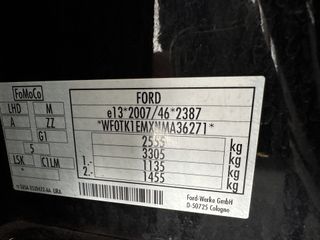 FoMoCo
FORD
LHD M
e13*2007/46*2387
A ZZ
*WF0TK1EMXNMA36271*
G1
2555 kg
5
3305 kg
1.- 1135 kg
LSK * C1LM
2.- 1455 kg
Ford-Werke GmbH
D-50725 Cologne